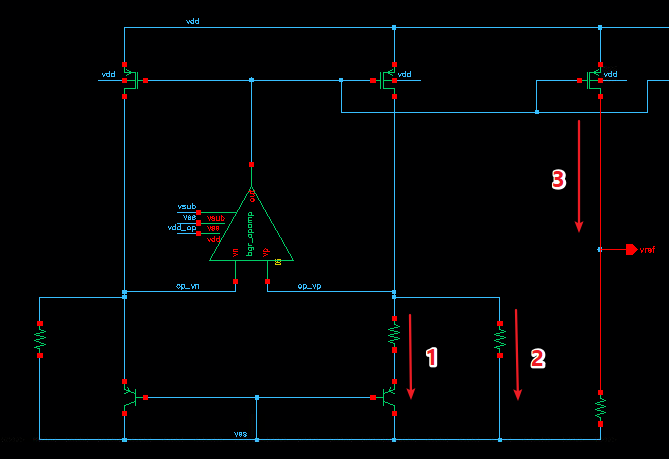 vdd
vdd
vdd
vdd
3
out
vsub
vsub
vss
vss
vdd_op
vdd
bgr_opamp
vn
vp
vref
op_vn
op_vp
1
2
vss